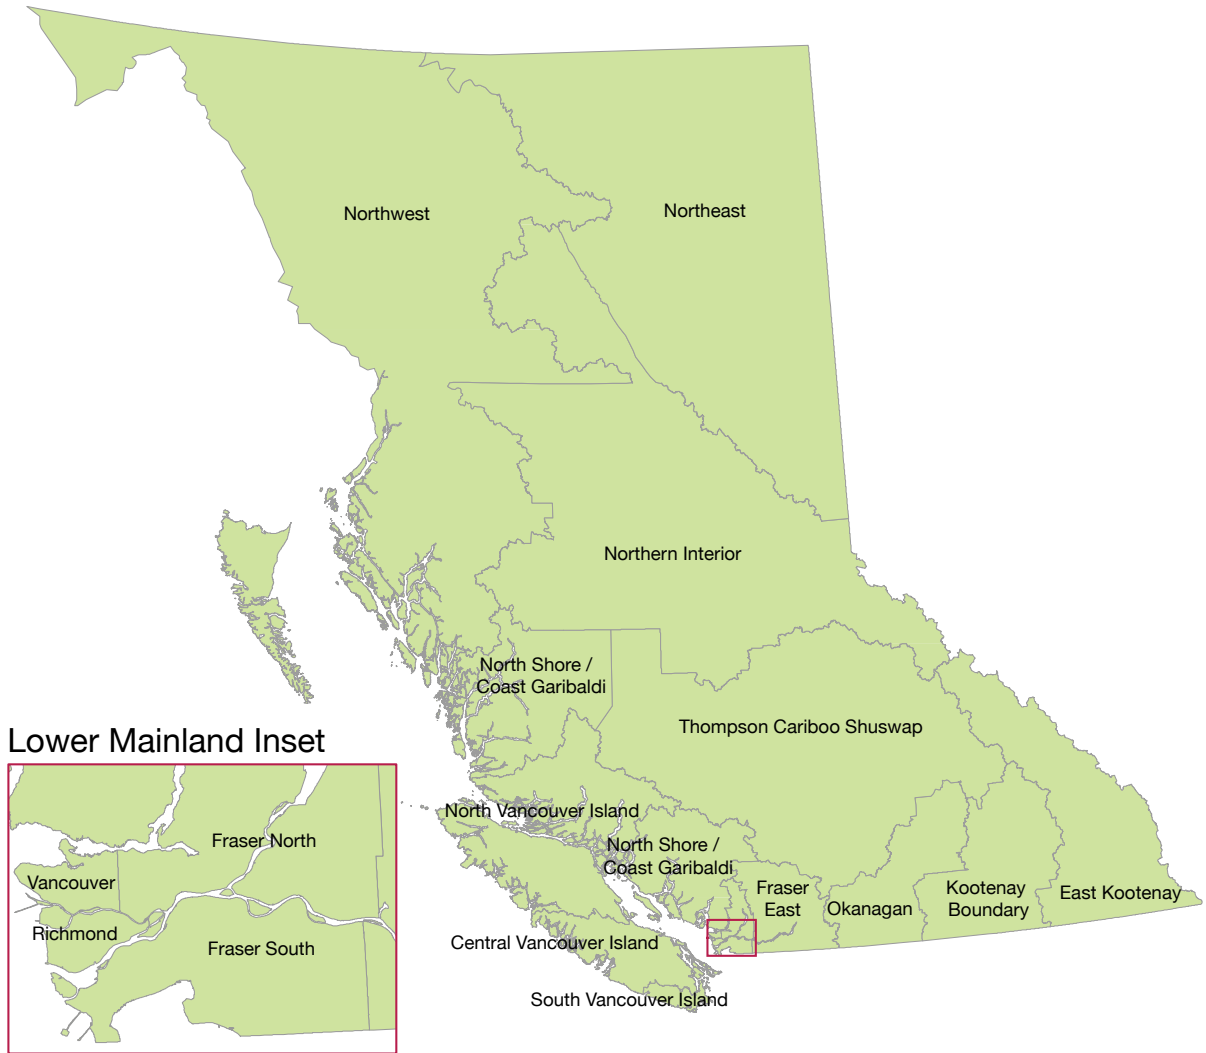 Northwest
Northeast
Northern Interior
North Shore /
Coast Garibaldi
Thompson Cariboo Shuswap
Lower Mainland Inset
North Vancouver Island
Fraser North
North Shore /
Coast Garibaldi
Vancouver
Fraser
East
Okanagan
Kootenay
Boundary
East Kootenay
Richmond
Fraser South
Central Vancouver Island
South Vancouver Island